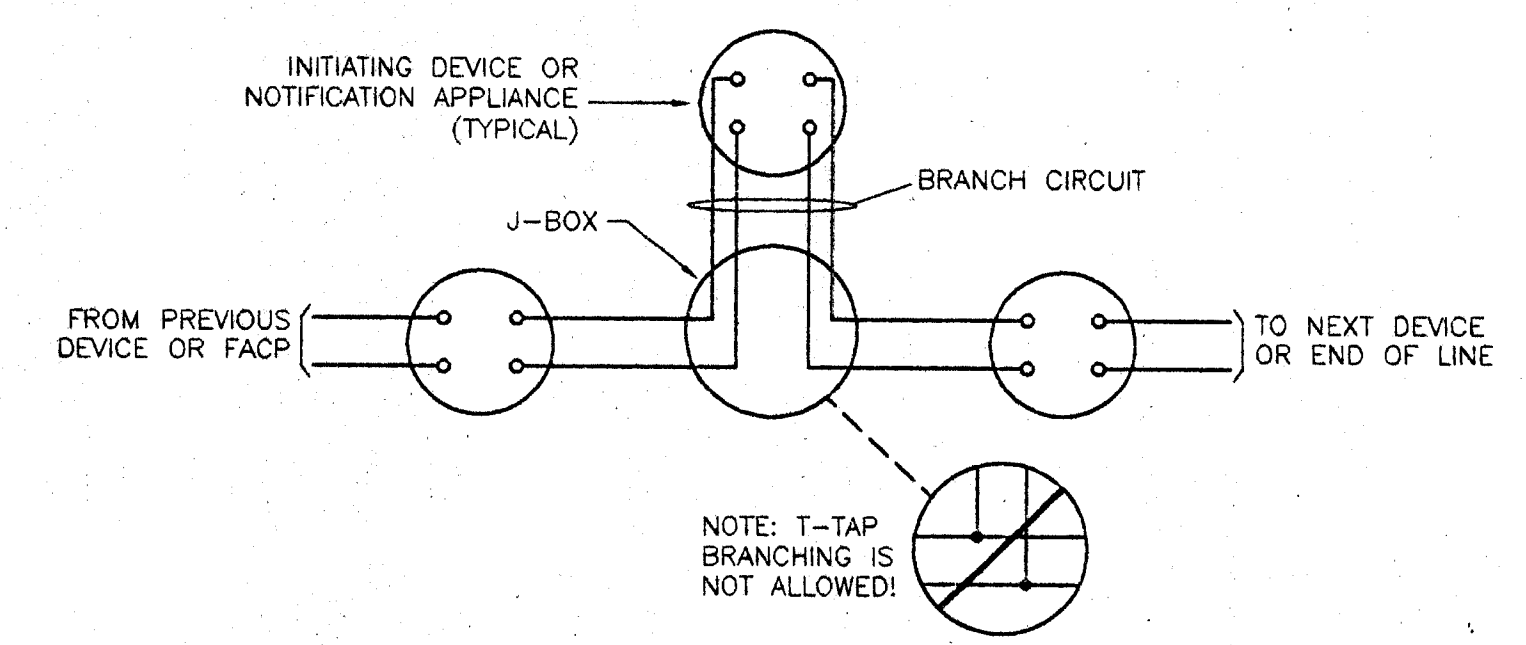 INITIATING DEVICE OR
NOTIFICATION APPLIANCE
(TYPICAL)
BRANCH CIRCUIT
J-BOX
FROM PREVIOUS
DEVICE OR FACP
TO NEXT DEVICE
OR END OF LINE
NOTE: T-TAP
BRANCHING IS
NOT ALLOWED!